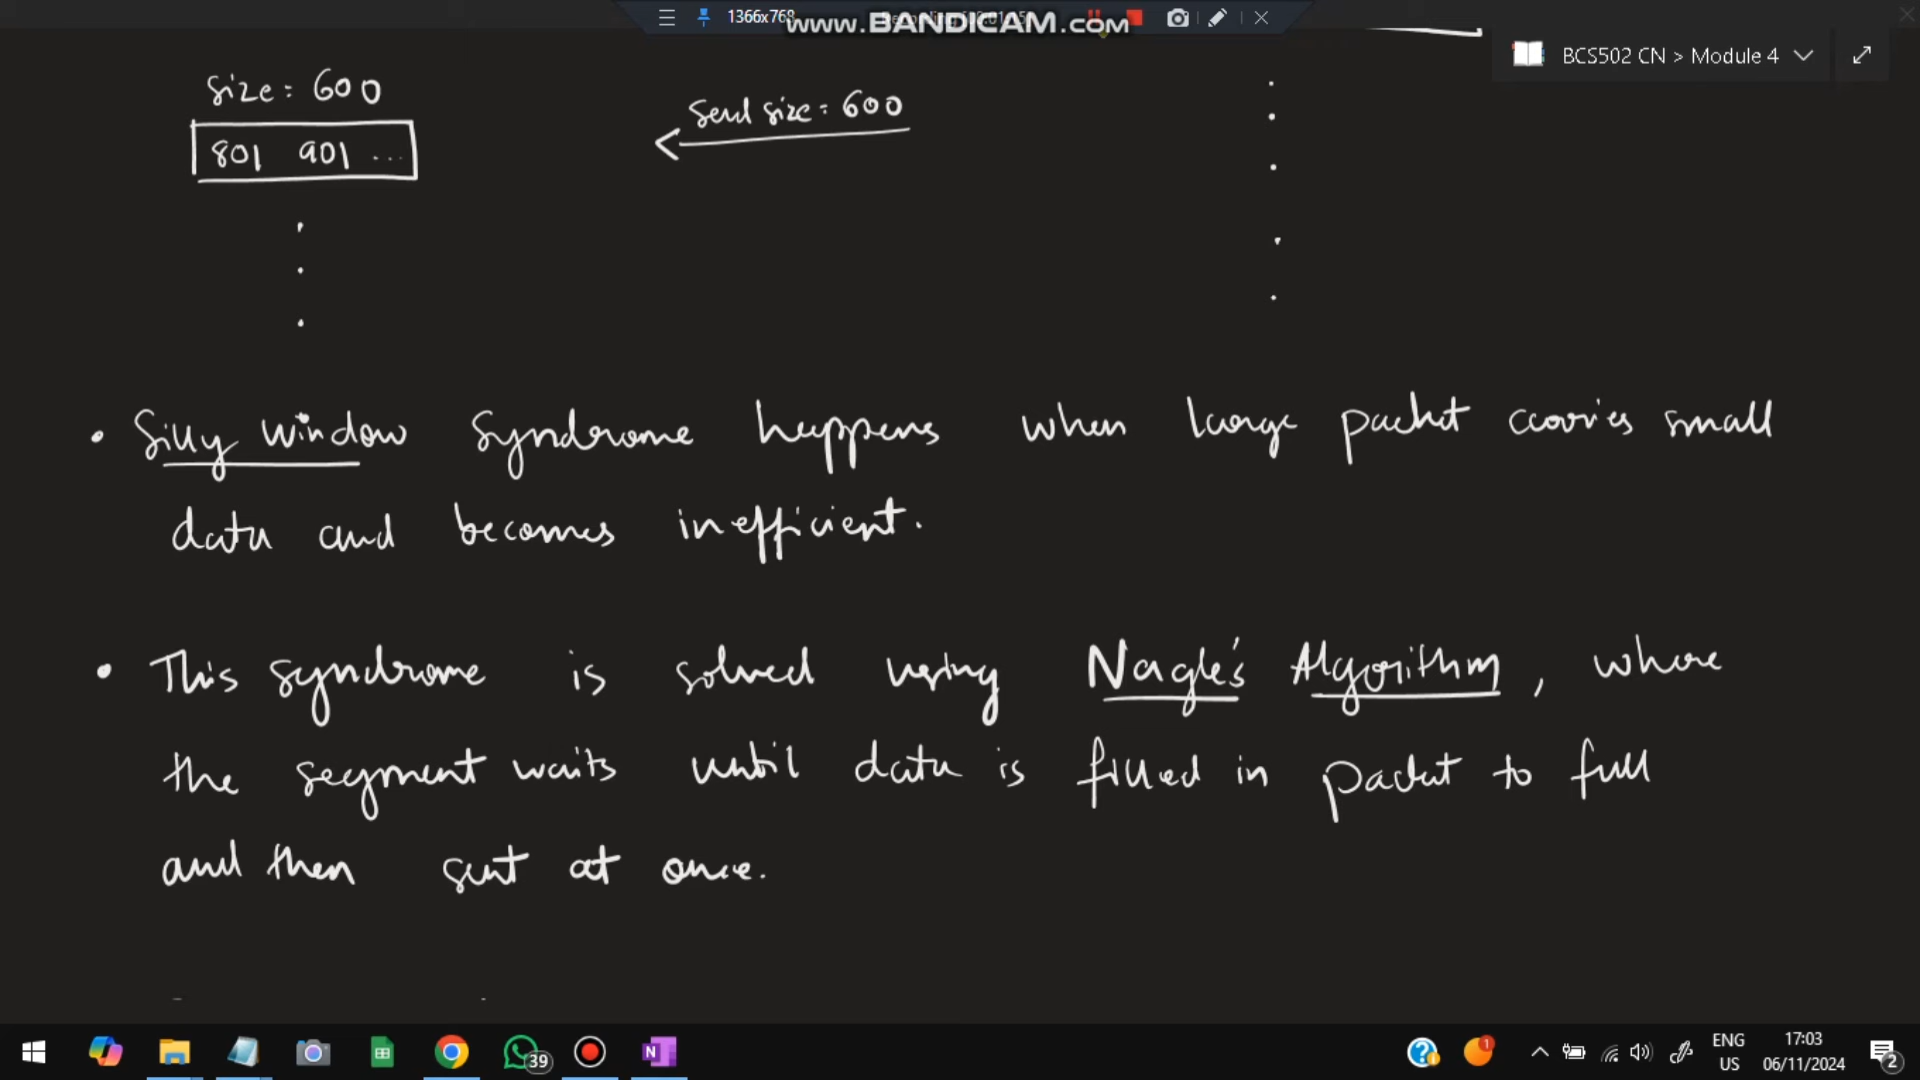 1366x768
www.BANDICAM.com
BCS502 CN > Module 4
size: 600
Send size: 600
801 901 ...
• Silly window syndrome happens when large packet carries small
data and becomes inefficient.
• This syndrome is solved using Nagle's Algorithm, where
the segment waits until data is filled in packet to full
and then sent at once.
39
N
1
ENG
US
17:03
06/11/2024
2